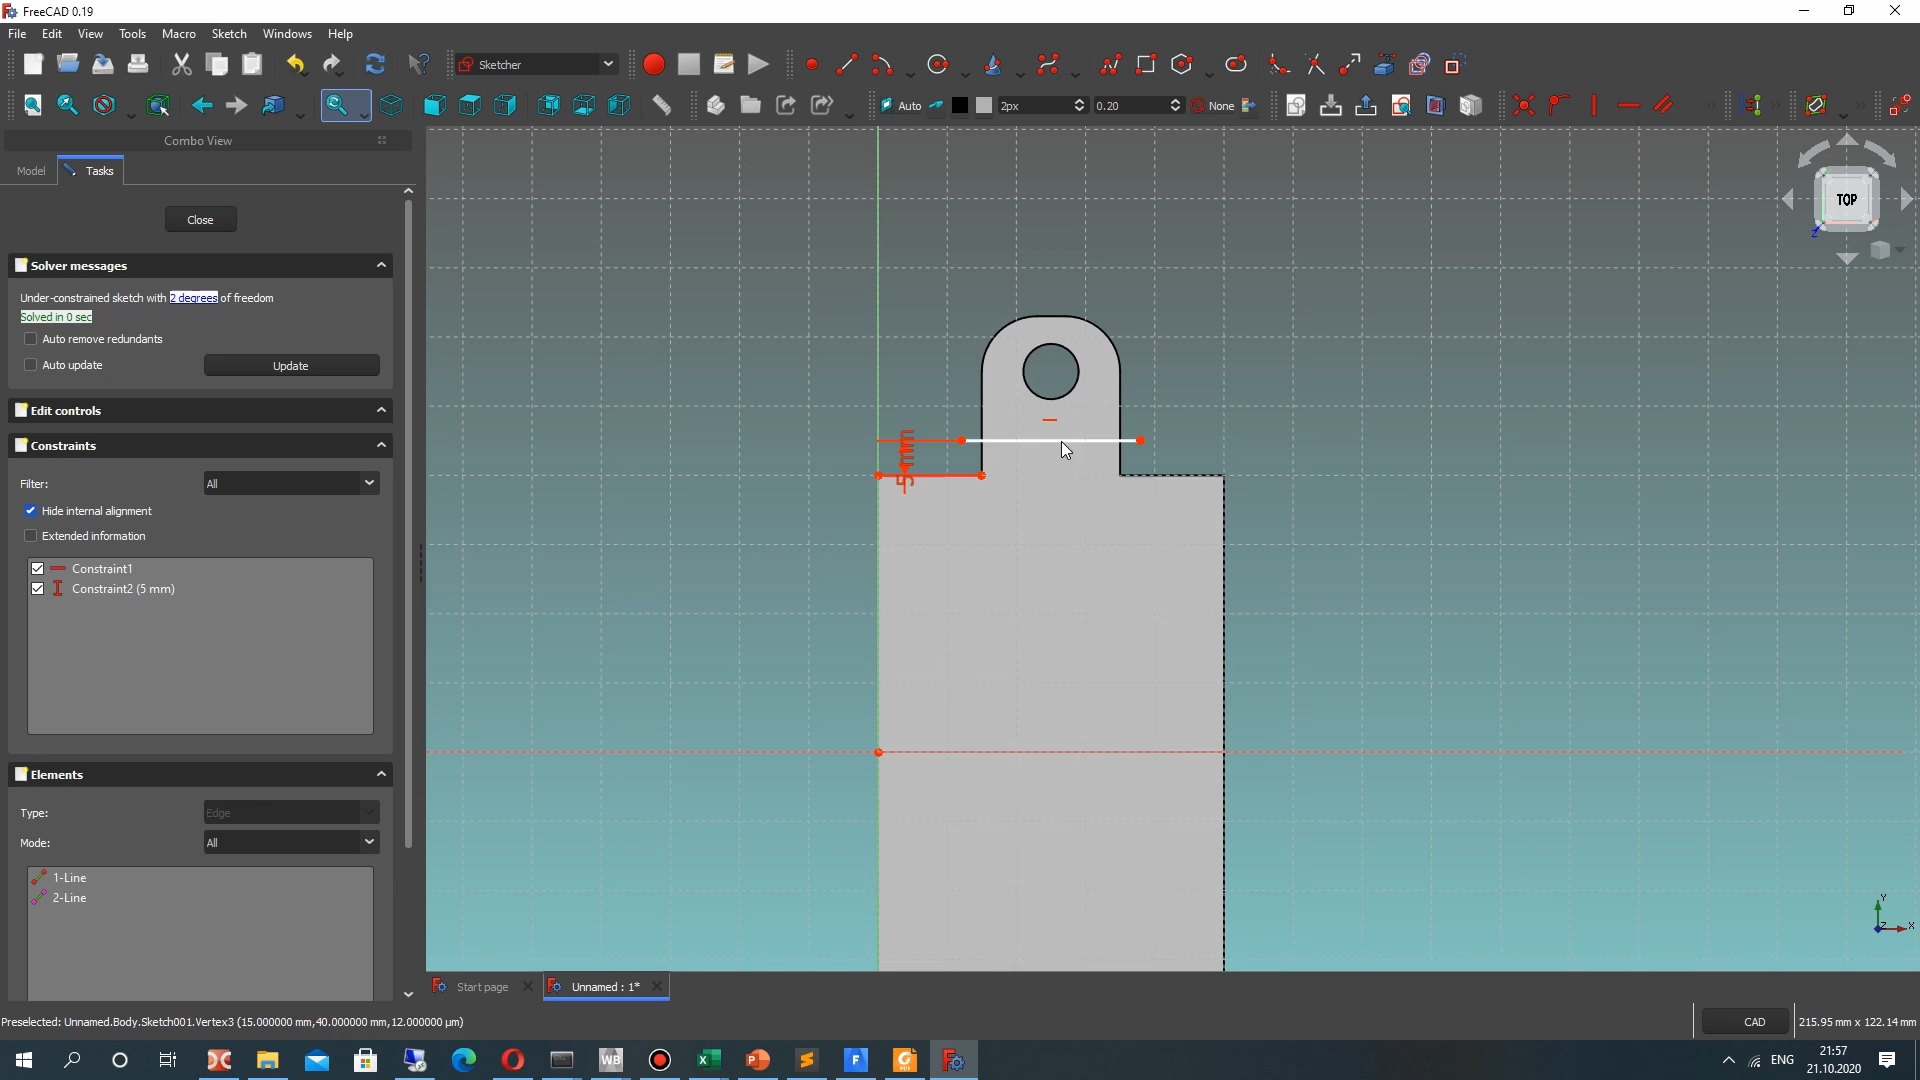 FreeCAD 0.19
File Edit View Tools Macro Sketch Windows Help
Sketcher
Auto 2px 0.20 None
Combo View
Model Tasks
Close
Solver messages
Under-constrained sketch with 2 degrees of freedom
Solved in 0 sec
Auto remove redundants
Auto update Update
Edit controls
Constraints
Filter: All
Hide internal alignment
Extended information
Constraint1
Constraint2 (5 mm)
Elements
Type: Edge
Mode: All
1-Line
2-Line
5 mm
TOP
Z
Y
Z X
Start page Unnamed : 1*
Preselected: Unnamed.Body.Sketch001.Vertex3 (15.000000 mm,40.000000 mm,12.000000 µm)
CAD 215.95 mm x 122.14 mm
WB F PDF
ENG 21:57
21.10.2020